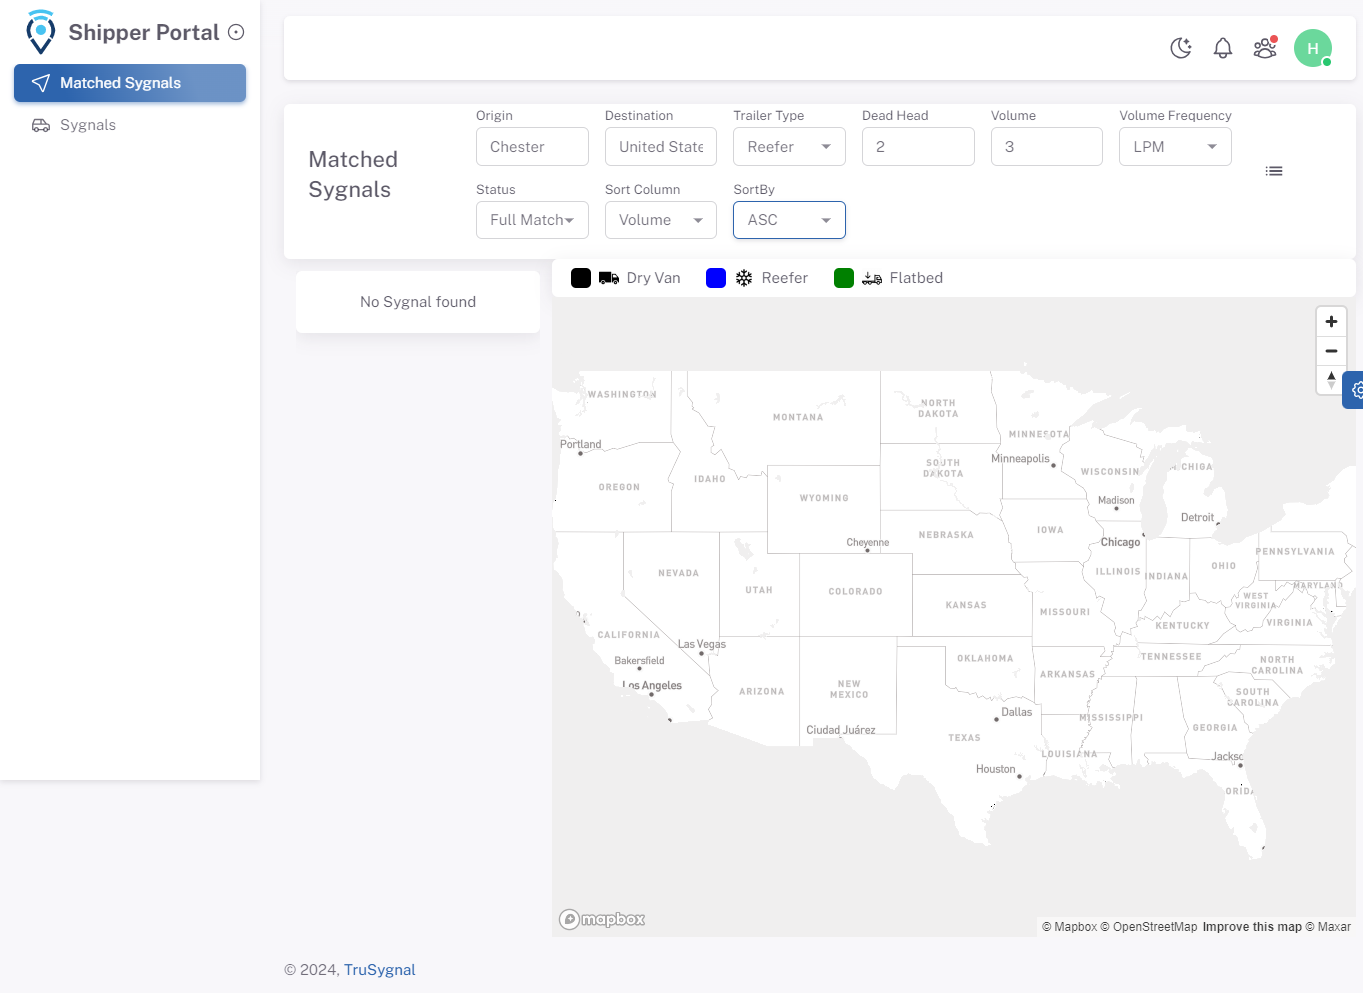 Shipper Portal
Matched Sygnals
Sygnals
H
Matched
Sygnals
Origin
Destination
Trailer Type
Dead Head
Volume
Volume Frequency
Chester
United State
Reefer
2
3
LPM
Status
Sort Column
SortBy
Full Match
Volume
ASC
No Sygnal found
Dry Van
Reefer
Flatbed
WASHINGTON
MONTANA
NORTH
DAKOTA
MINNESOTA
Portland
Minneapolis
SOUTH
DAKOTA
WISCONSIN
CHIGA
IDAHO
OREGON
WYOMING
Madison
Detroit
IOWA
NEBRASKA
Cheyenne
Chicago
PENNSYLVANIA
OHIO
NEVADA
ILLINOIS
INDIANA
MARYLAND
UTAH
COLORADO
WEST
VIRGINIA
KANSAS
MISSOURI
VIRGINIA
KENTUCKY
CALIFORNIA
Las Vegas
Bakersfield
OKLAHOMA
TENNESSEE
NORTH
CAROLINA
ARKANSAS
Los Angeles
ARIZONA
NEW
MEXICO
SOUTH
CAROLINA
Dallas
MISSISSIPPI
GEORGIA
Ciudad Juárez
TEXAS
LOUISIANA
Jacksc
Houston
ORIDA
mapbox
© Mapbox © OpenStreetMap Improve this map © Maxar
© 2024, TruSygnal